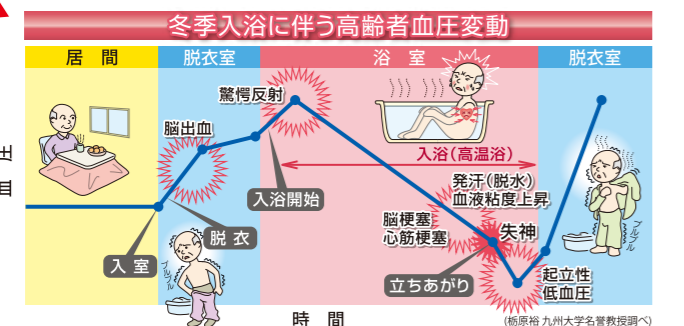 冬季入浴に伴う高齢者血圧変動
居　間
脱衣室
浴　室
脱衣室
血　圧
驚愕反射
脳出血
入浴(高温浴)
入浴開始
発汗(脱水)
血液粘度上昇
脱 衣
脳梗塞
心筋梗塞
失神
入 室
立ちあがり
起立性
低血圧
ブルブル
ブルブル
時　間
(栃原裕 九州大学名誉教授調べ)